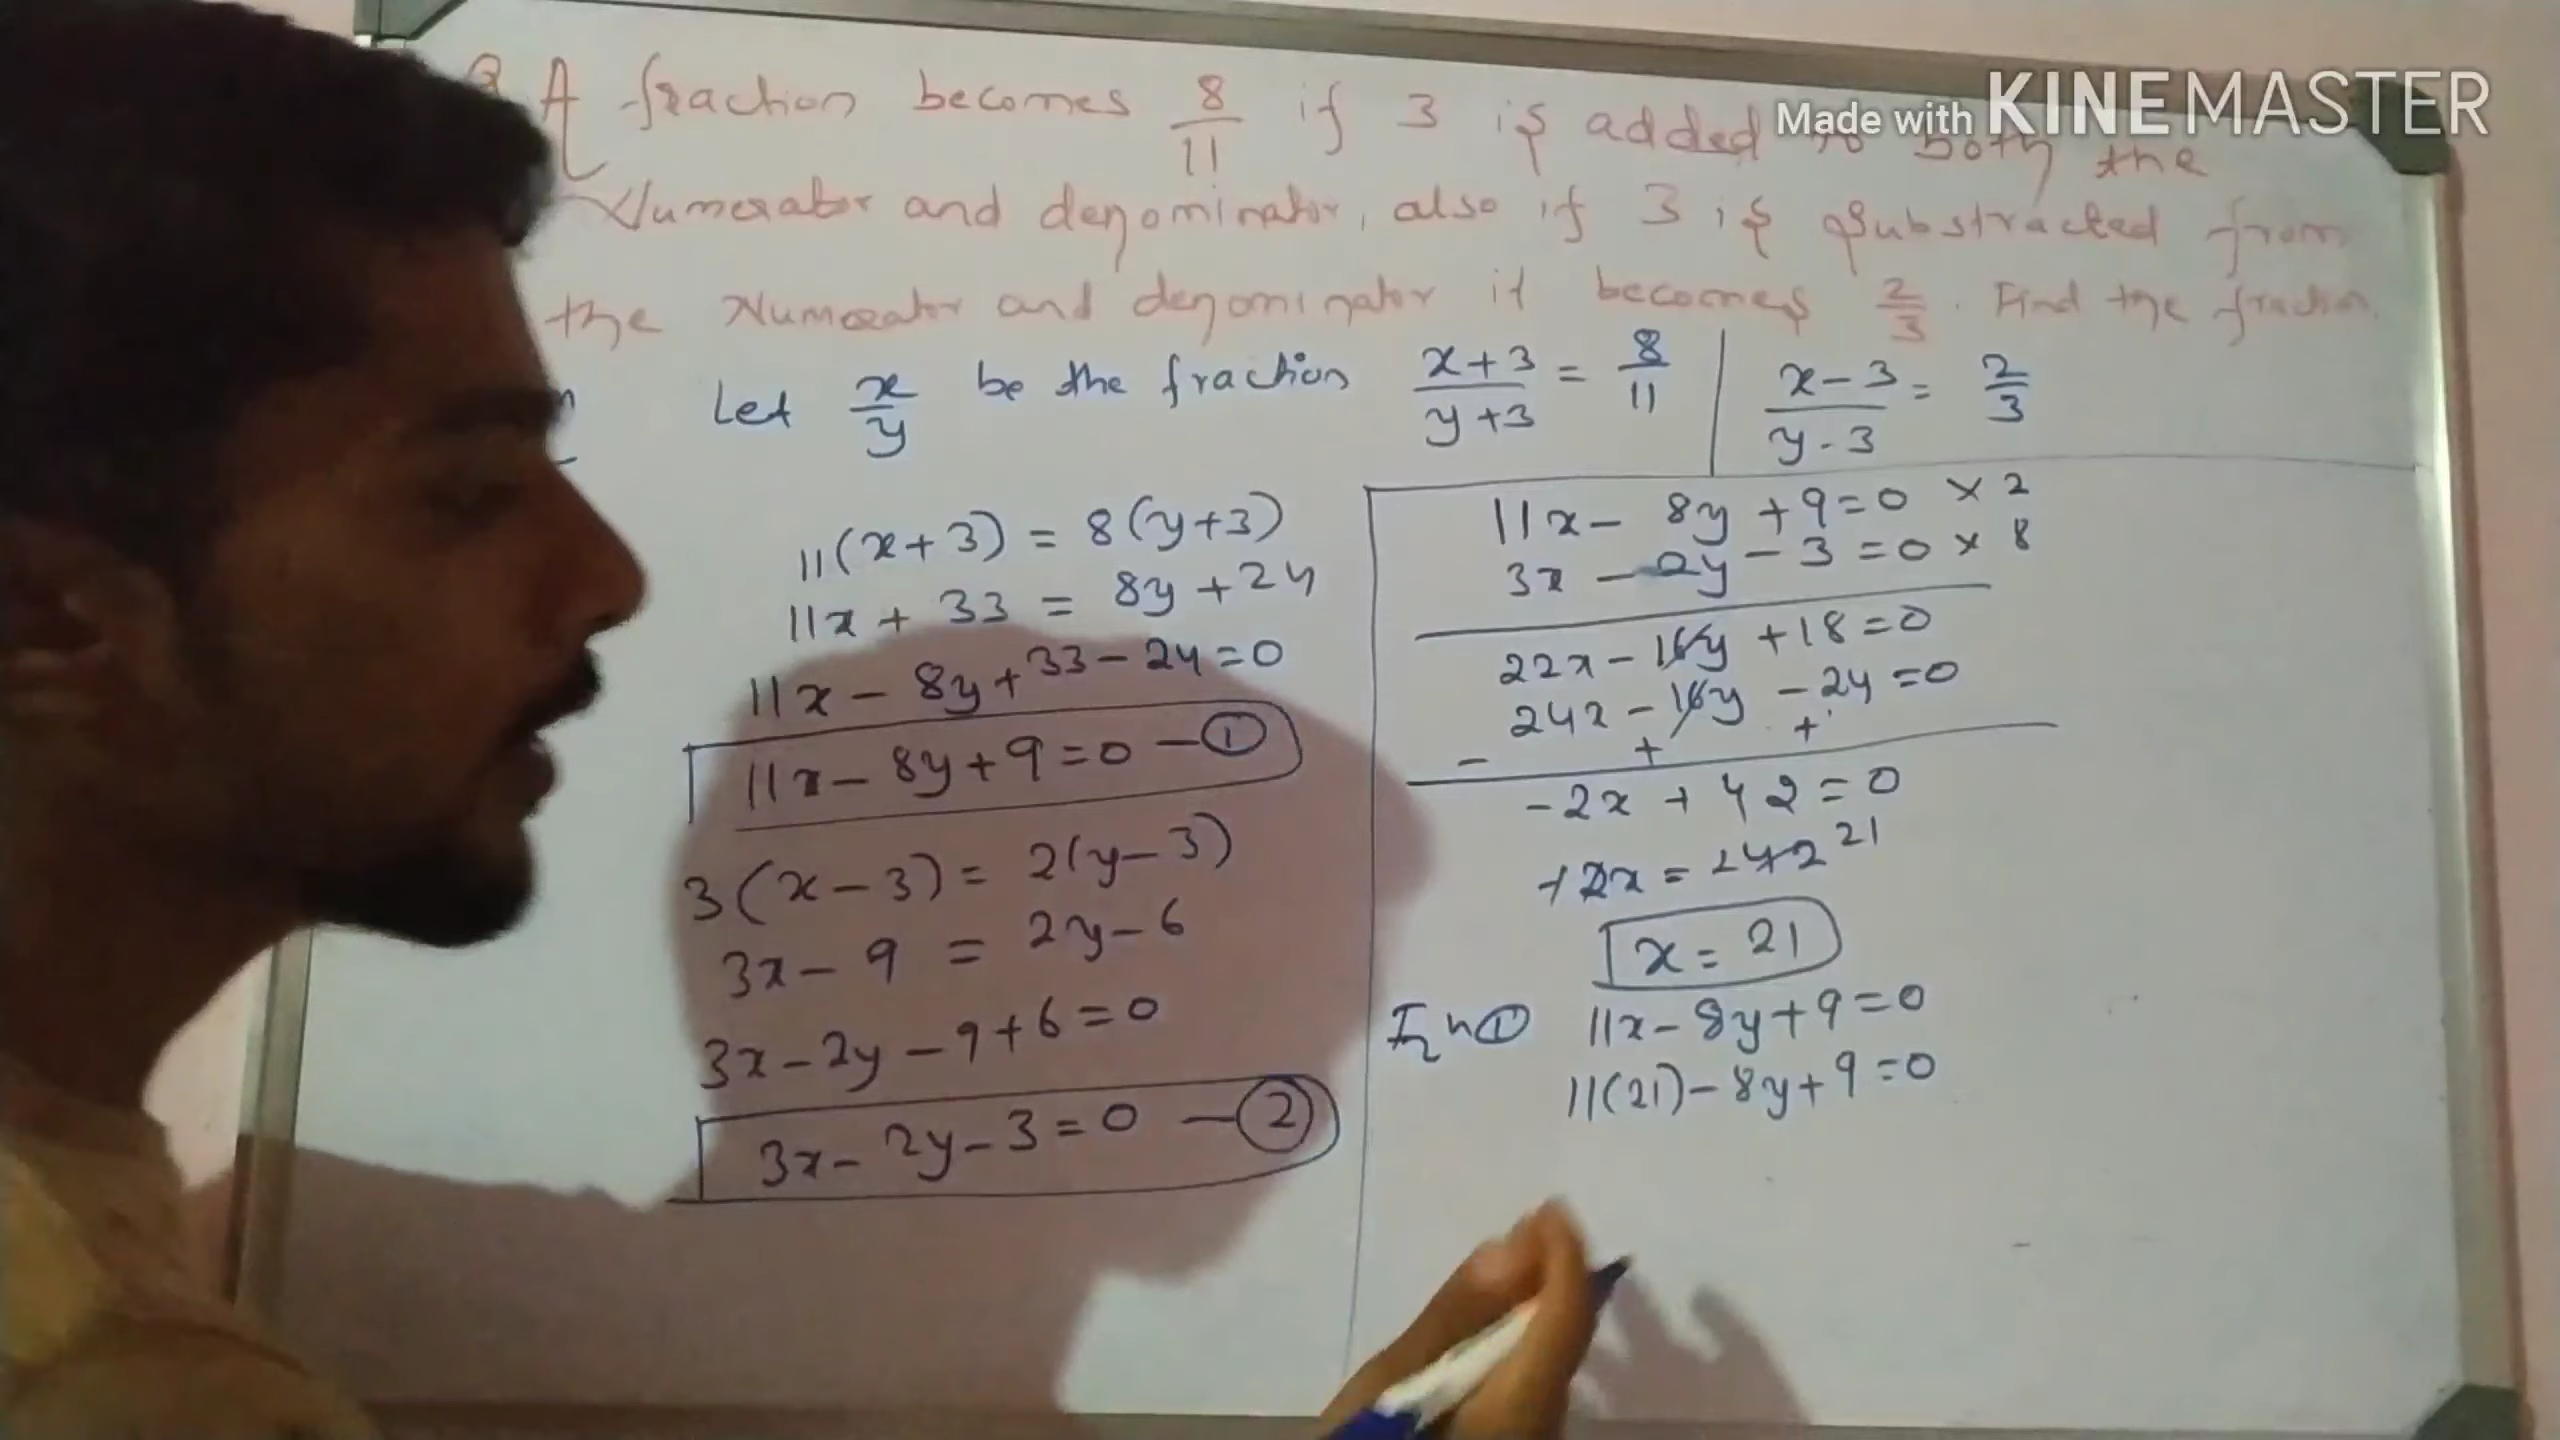 Made with KINEMASTER
Q A fraction becomes 8/11 if 3 is added to both the
Numerator and denominator, also if 3 is substracted from
the Numerator and denominator it becomes 2/3. Find the fraction.
Let x/y be the fraction (x+3)/(y+3) = 8/11 | (x-3)/(y-3) = 2/3
11(x+3) = 8(y+3)
11x + 33 = 8y + 24
11x - 8y + 33 - 24 = 0
11x - 8y + 9 = 0 - ①
3(x-3) = 2(y-3)
3x - 9 = 2y - 6
3x - 2y - 9 + 6 = 0
3x - 2y - 3 = 0 - ②
11x - 8y + 9 = 0 × 2
3x - 2y - 3 = 0 × 8
22x - 16y + 18 = 0
24x - 16y - 24 = 0
- + +
-2x + 42 = 0
+2x = +42 21
x = 21
Eqn① 11x - 8y + 9 = 0
11(21) - 8y + 9 = 0